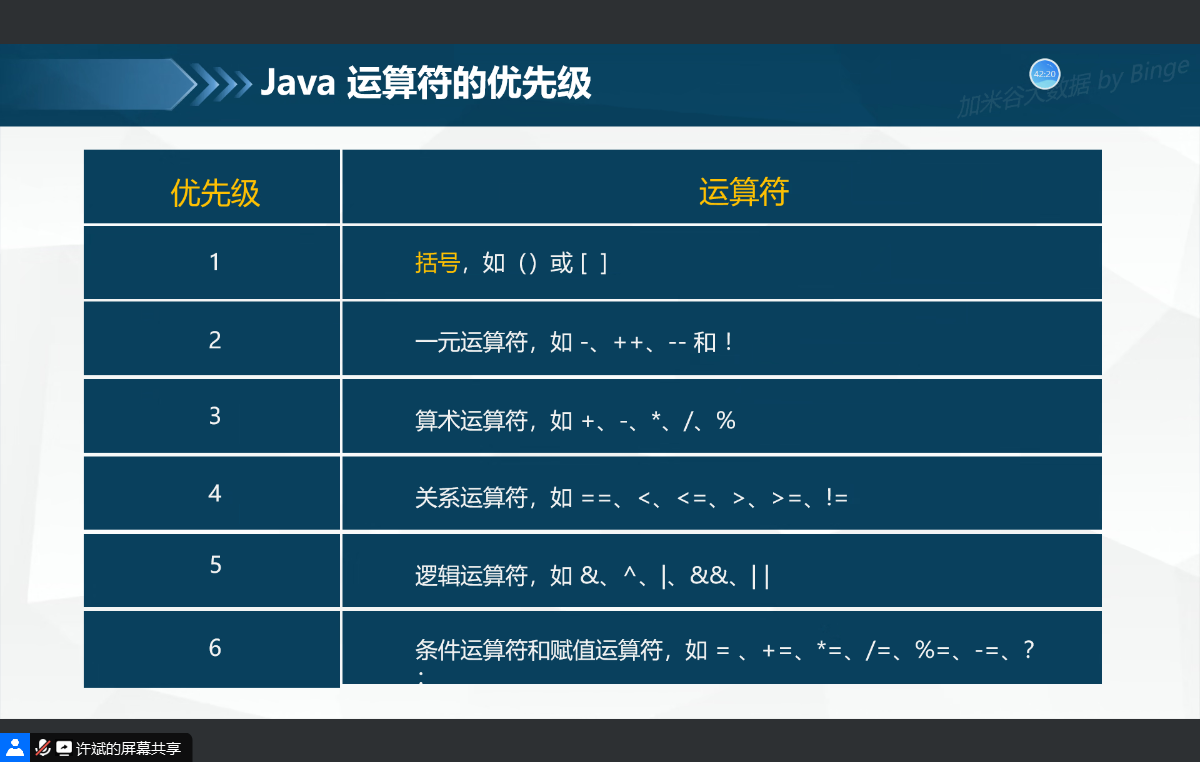 Java 运算符的优先级
42:20
加米谷大数据 by Binge
优先级
运算符
1
括号，如（）或 [ ]
2
一元运算符，如 -、++、-- 和 !
3
算术运算符，如 +、-、*、/、%
4
关系运算符，如 ==、<、<=、>、>=、!=
5
逻辑运算符，如 &、^、|、&&、||
6
条件运算符和赋值运算符，如 = 、+=、*=、/=、%=、-=、?
:
许斌的屏幕共享